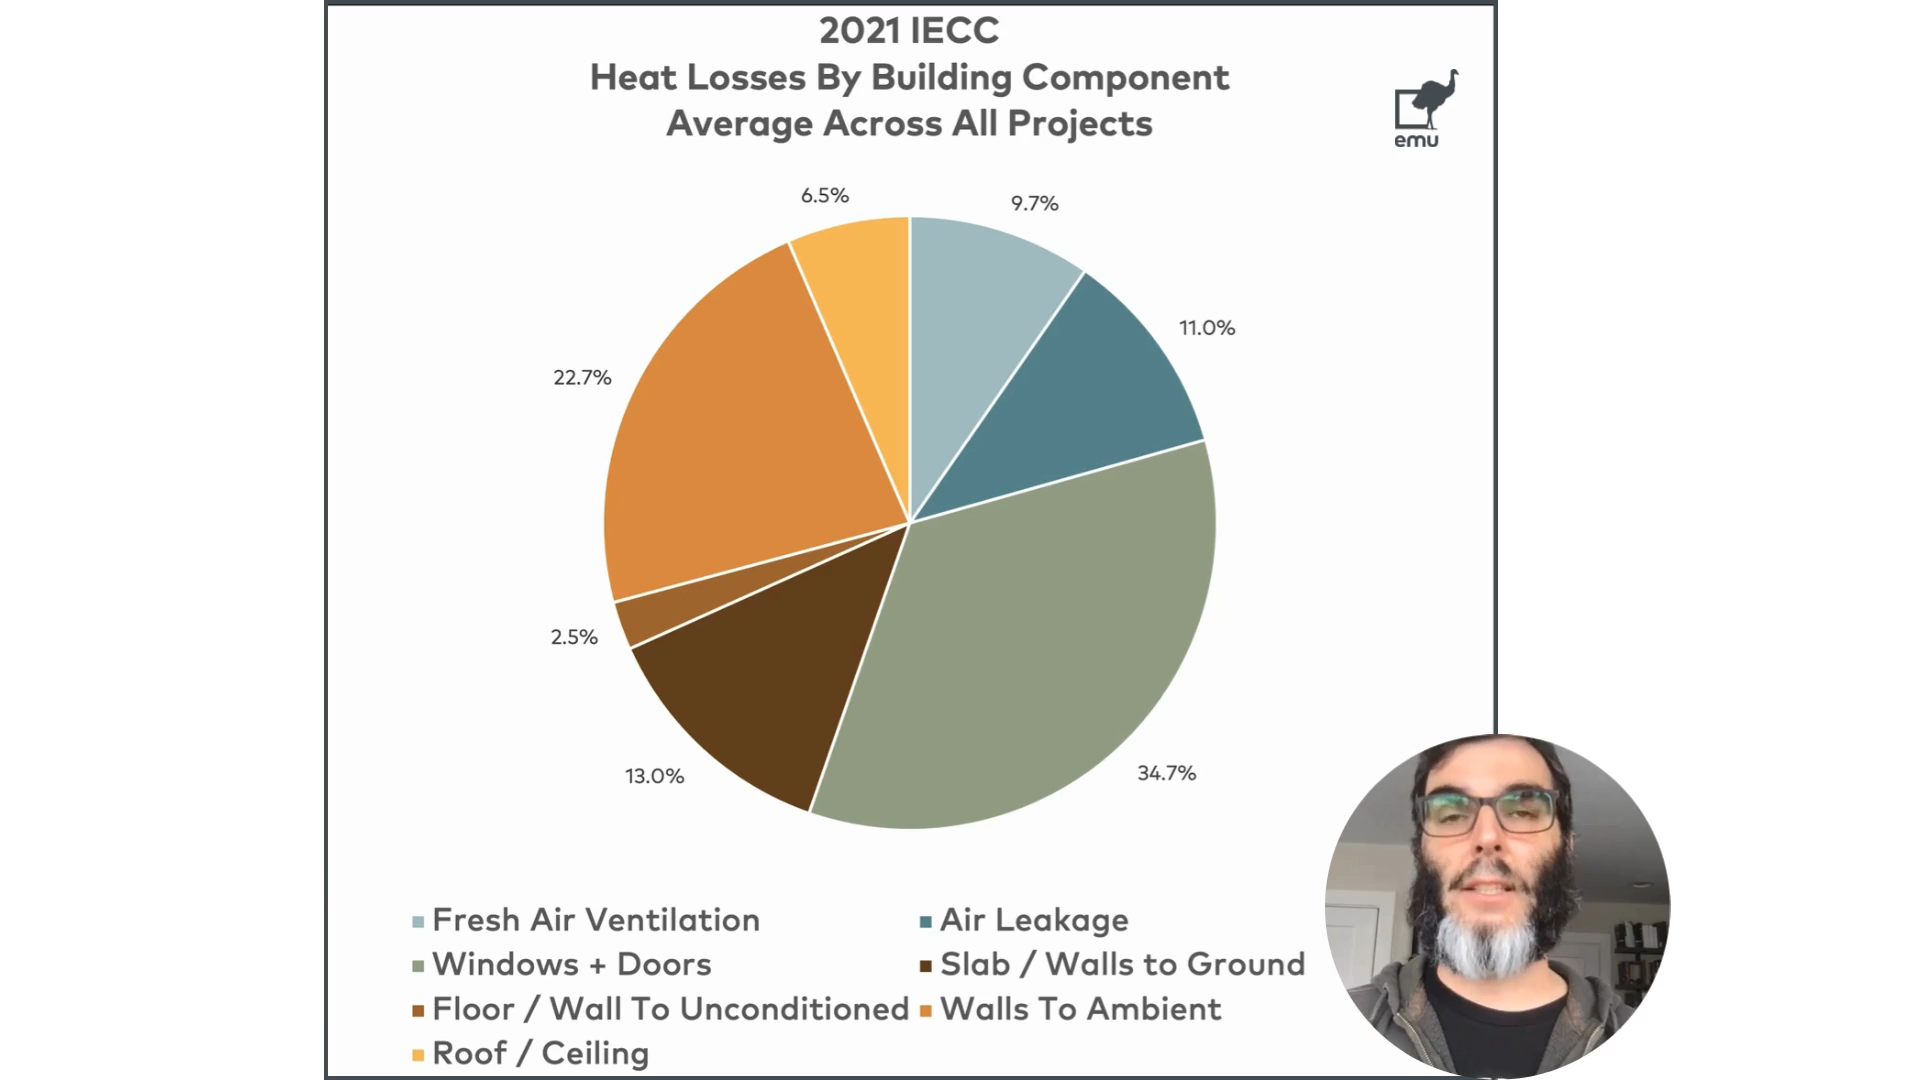 2021 IECC
Heat Losses By Building Component
Average Across All Projects
emu
6.5%
9.7%
11.0%
22.7%
2.5%
13.0%
34.7%
Fresh Air Ventilation
Air Leakage
Windows + Doors
Slab / Walls to Ground
Floor / Wall To Unconditioned
Walls To Ambient
Roof / Ceiling